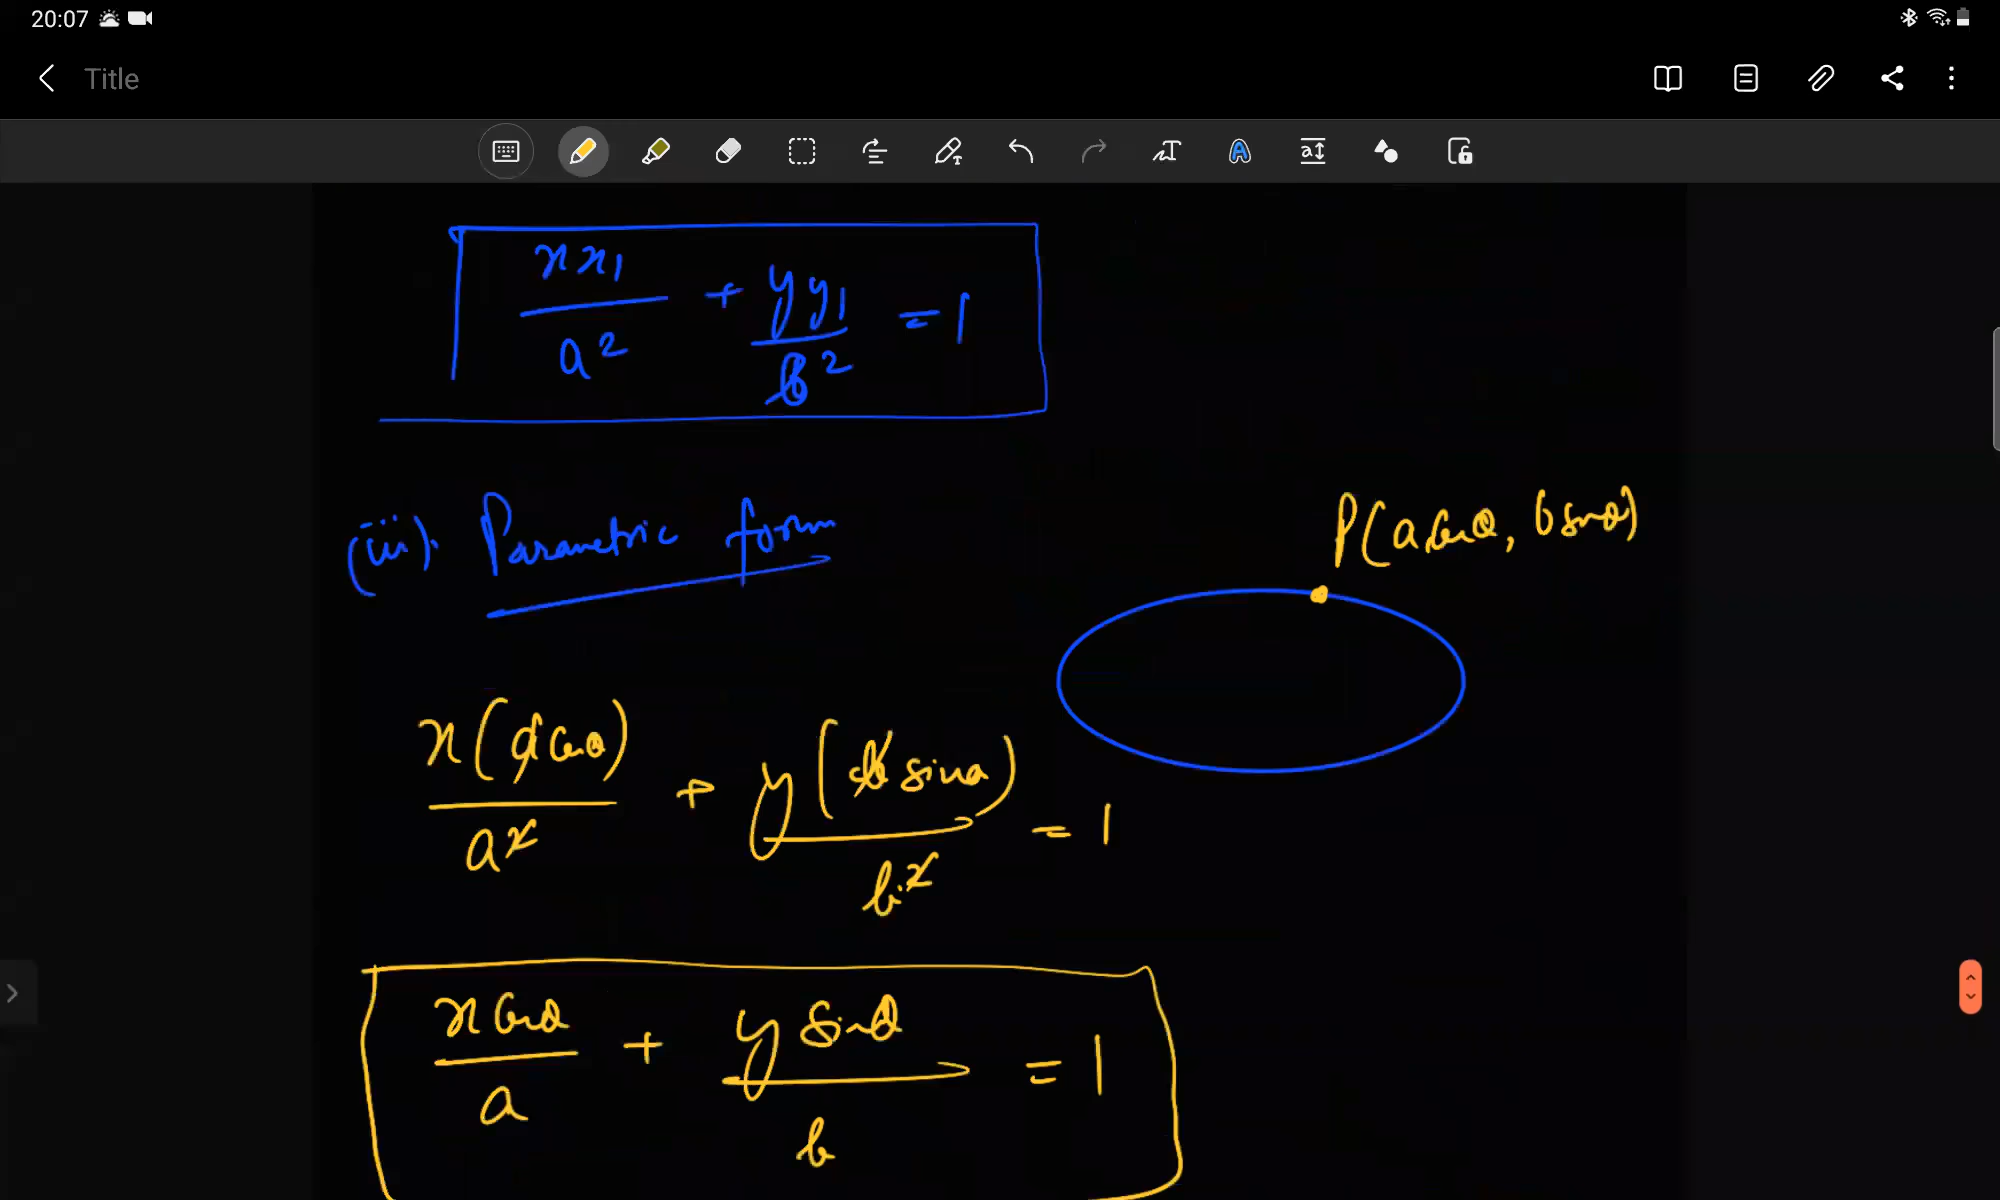 20:07
Title
xx₁/a² + yy₁/b² = 1
(iii). Parametric form
P(a cosθ, b sinθ)
x(a cosθ)/a² + y(b sinθ)/b² = 1
x cosθ/a + y sinθ/b = 1